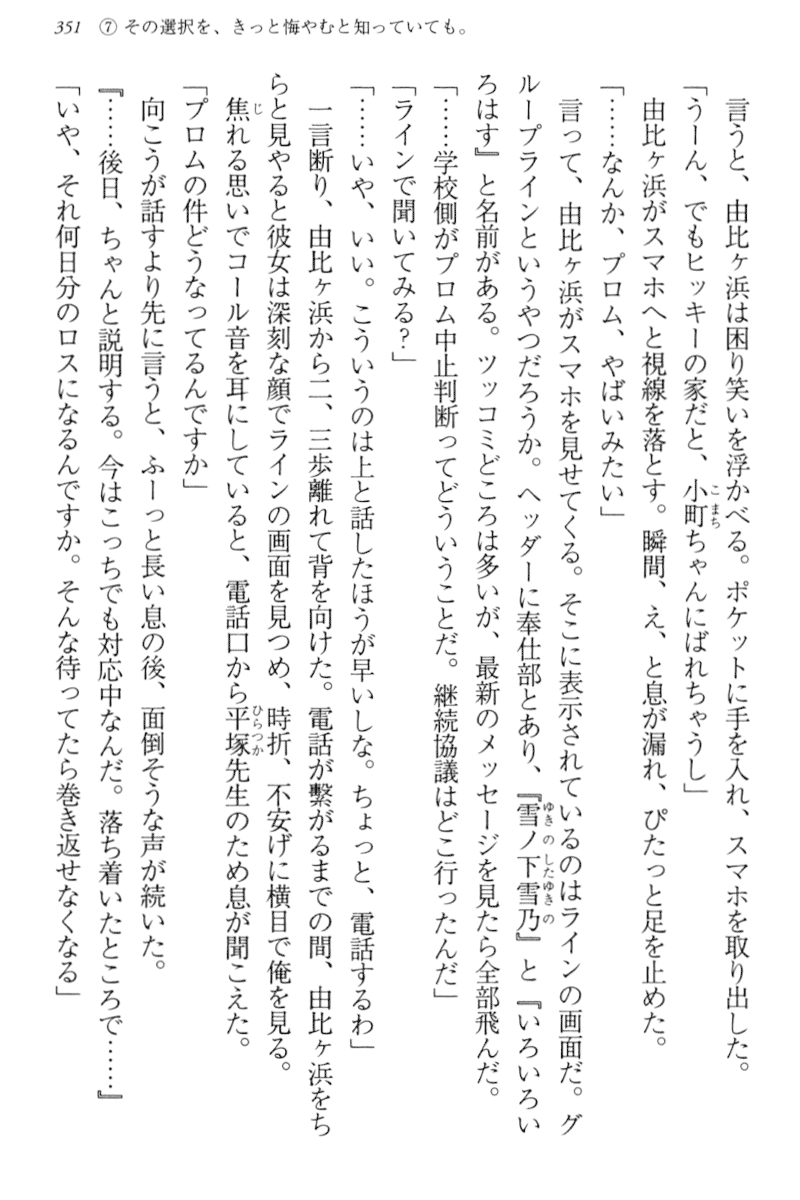 351 ⑦ その選択を、きっと悔やむと知っていても。
言うと、由比ヶ浜は困り笑いを浮かべる。ポケットに手を入れ、スマホを取り出した。
「うーん、でもヒッキーの家だと、小町ちゃんにばれちゃうし」
由比ヶ浜がスマホへと視線を落とす。瞬間、え、と息が漏れ、ぴたっと足を止めた。
「……なんか、プロム、やばいみたい」
言って、由比ヶ浜がスマホを見せてくる。そこに表示されているのはラインの画面だ。グ
ループラインというやつだろうか。ヘッダーに奉仕部とあり、『雪ノ下雪乃』と『いろいろい
ろはす』と名前がある。ツッコミどころは多いが、最新のメッセージを見たら全部飛んだ。
「……学校側がプロム中止判断ってどういうことだ。継続協議はどこ行ったんだ」
「ラインで聞いてみる?」
「……いや、いい。こういうのは上と話したほうが早いしな。ちょっと、電話するわ」
一言断り、由比ヶ浜から二、三歩離れて背を向けた。電話が繋がるまでの間、由比ヶ浜をち
らと見やると彼女は深刻な顔でラインの画面を見つめ、時折、不安げに横目で俺を見る。
焦れる思いでコール音を耳にしていると、電話口から平塚先生のため息が聞こえた。
「プロムの件どうなってるんですか」
向こうが話すより先に言うと、ふーっと長い息の後、面倒そうな声が続いた。
『……後日、ちゃんと説明する。今はこっちでも対応中なんだ。落ち着いたところで……』
「いや、それ何日分のロスになるんですか。そんな待ってたら巻き返せなくなる」